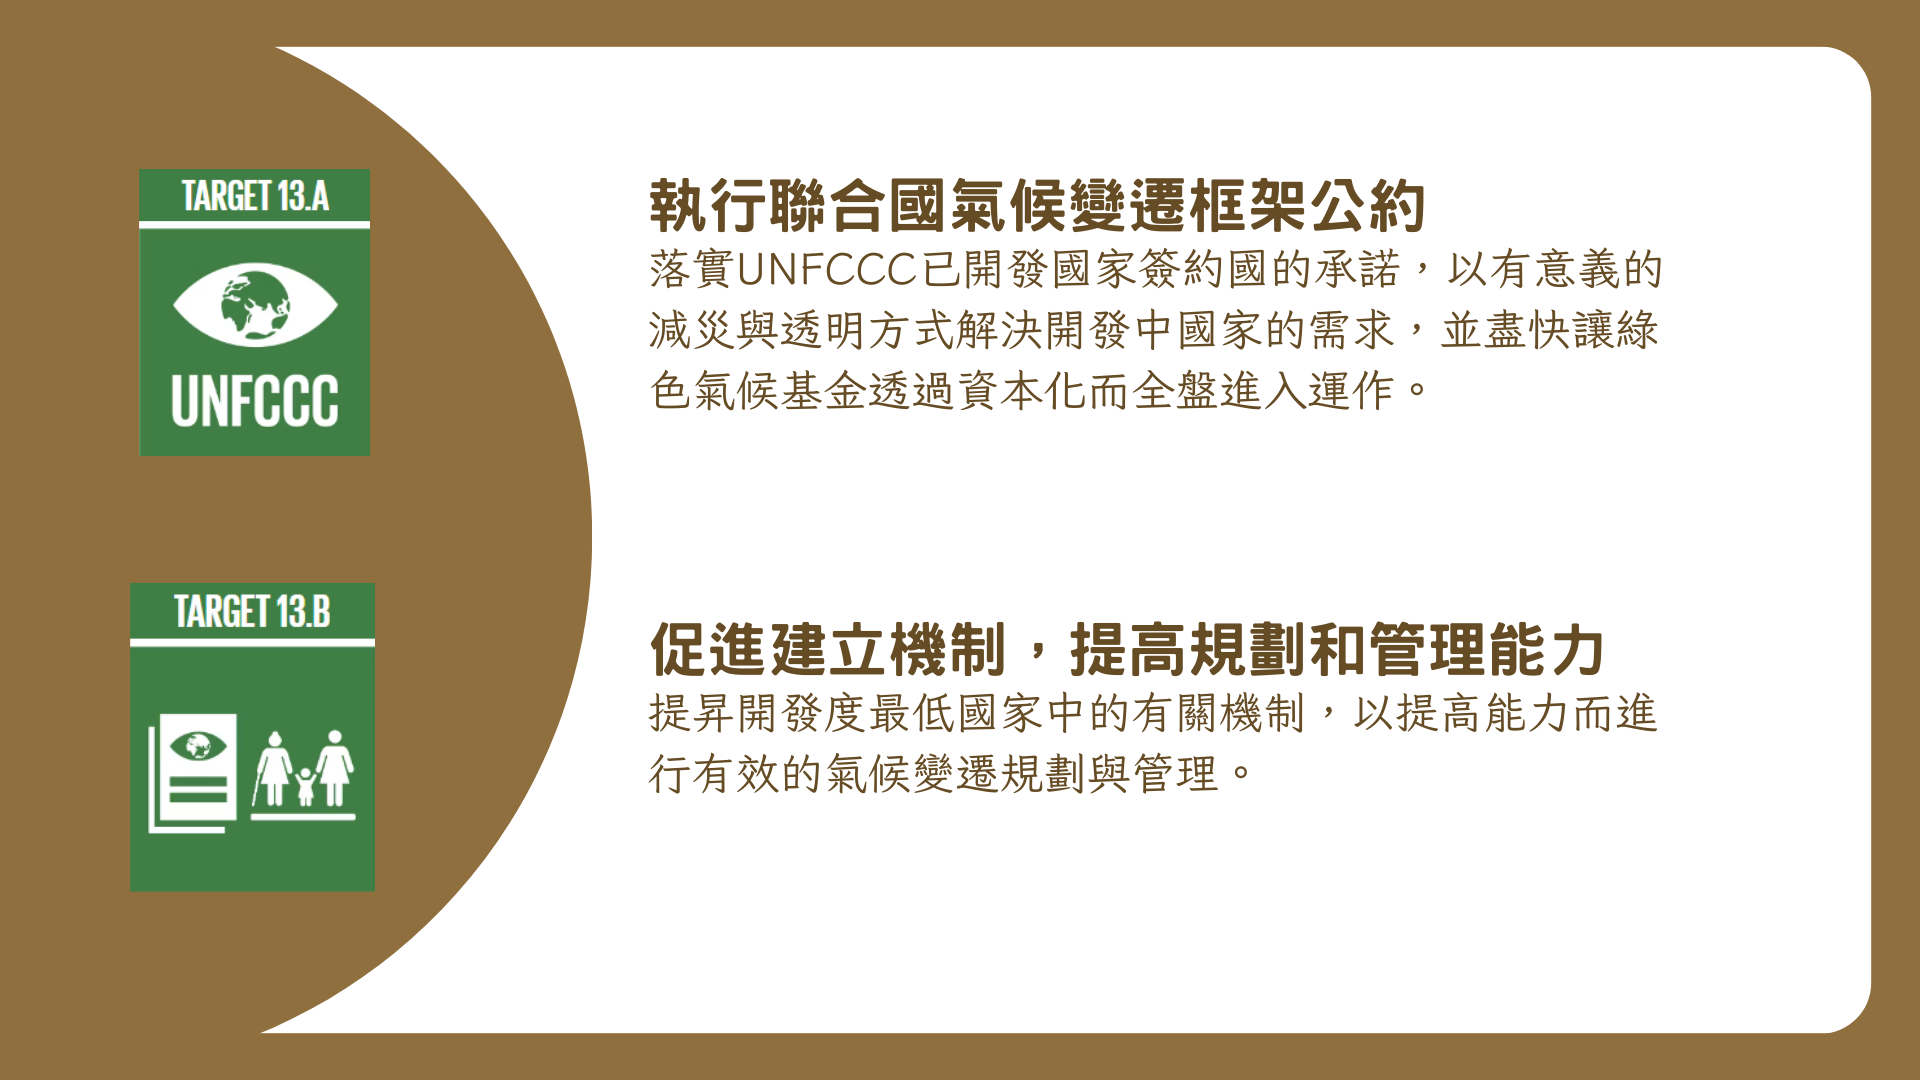 TARGET 13.A
UNFCCC
執行聯合國氣候變遷框架公約
落實UNFCCC已開發國家簽約國的承諾，以有意義的
減災與透明方式解決開發中國家的需求，並盡快讓綠
色氣候基金透過資本化而全盤進入運作。
TARGET 13.B
促進建立機制，提高規劃和管理能力
提昇開發度最低國家中的有關機制，以提高能力而進
行有效的氣候變遷規劃與管理。